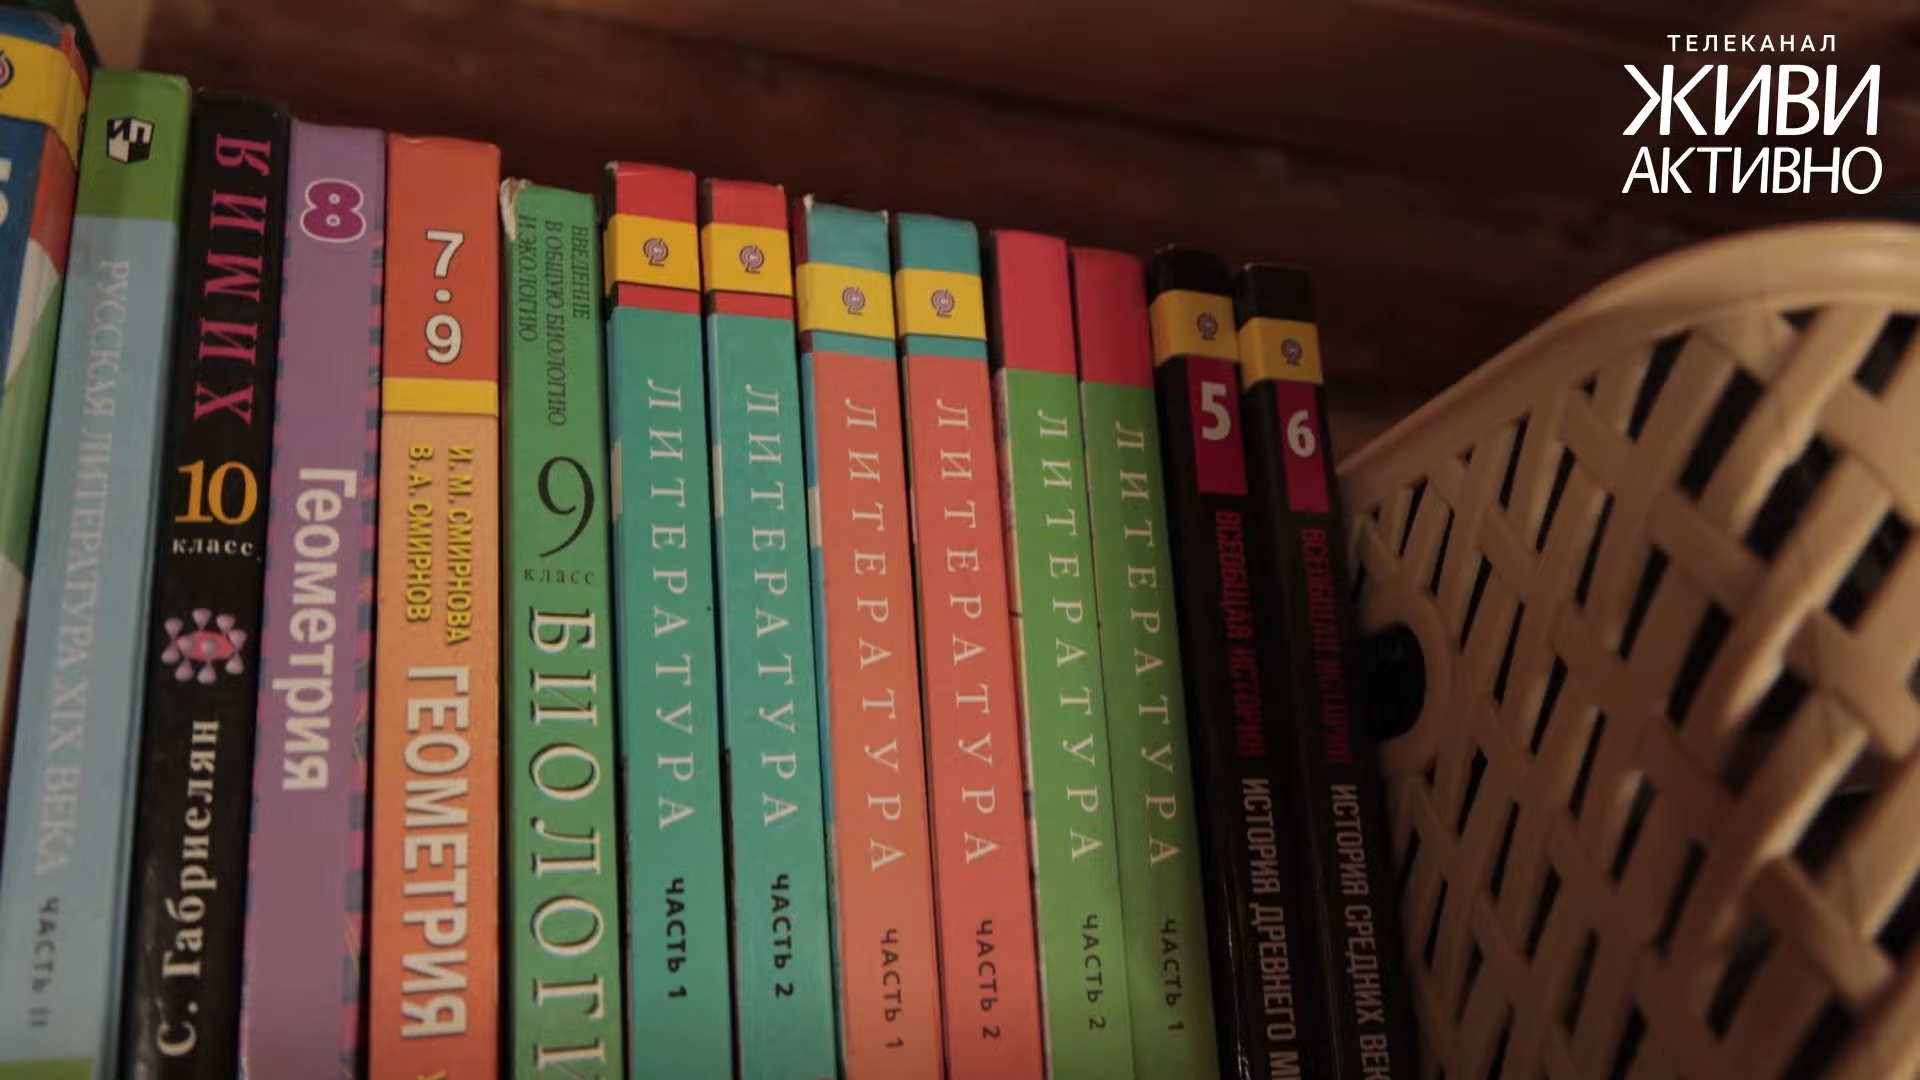 ТЕЛЕКАНАЛ
ЖИВИ
АКТИВНО
РУССКАЯ ЛИТЕРАТУРА XIX ВЕКА ЧАСТЬ II
ХИМИЯ
10
класс
С. Габриелян
8
Геометрия
7·9
И.М.СМИРНОВА
В.А.СМИРНОВ
ГЕОМЕТРИЯ
ВВЕДЕНИЕ
В ОБЩУЮ БИОЛОГИЮ
И ЭКОЛОГИЮ
9
класс
БИОЛОГИ
ЛИТЕРАТУРА ЧАСТЬ 1
ЛИТЕРАТУРА ЧАСТЬ 2
ЛИТЕРАТУРА ЧАСТЬ 1
ЛИТЕРАТУРА ЧАСТЬ 2
ЛИТЕРАТУРА ЧАСТЬ 2
ЛИТЕРАТУРА ЧАСТЬ 1
5
ВСЕОБЩАЯ ИСТОРИЯ ИСТОРИЯ ДРЕВНЕГО М
6
ВСЕОБЩАЯ ИСТОРИЯ ИСТОРИЯ СРЕДНИХ ВЕК